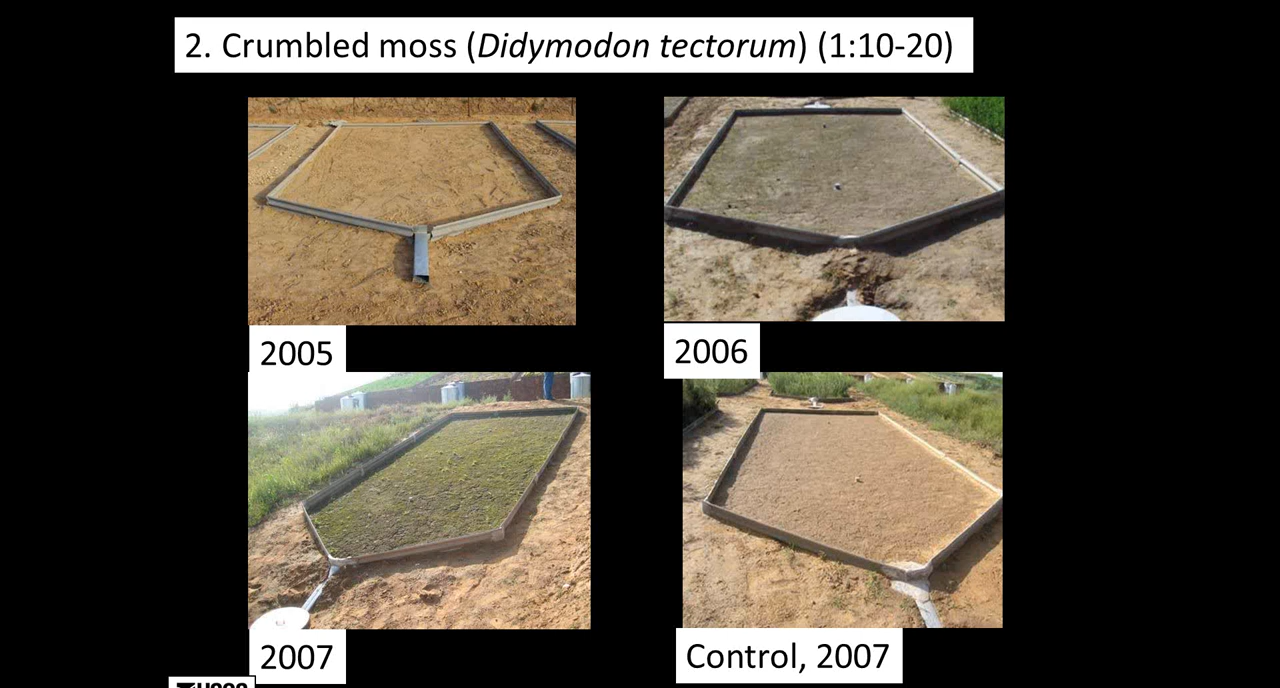 2. Crumbled moss (Didymodon tectorum) (1:10-20)
2005
2006
2007
Control, 2007